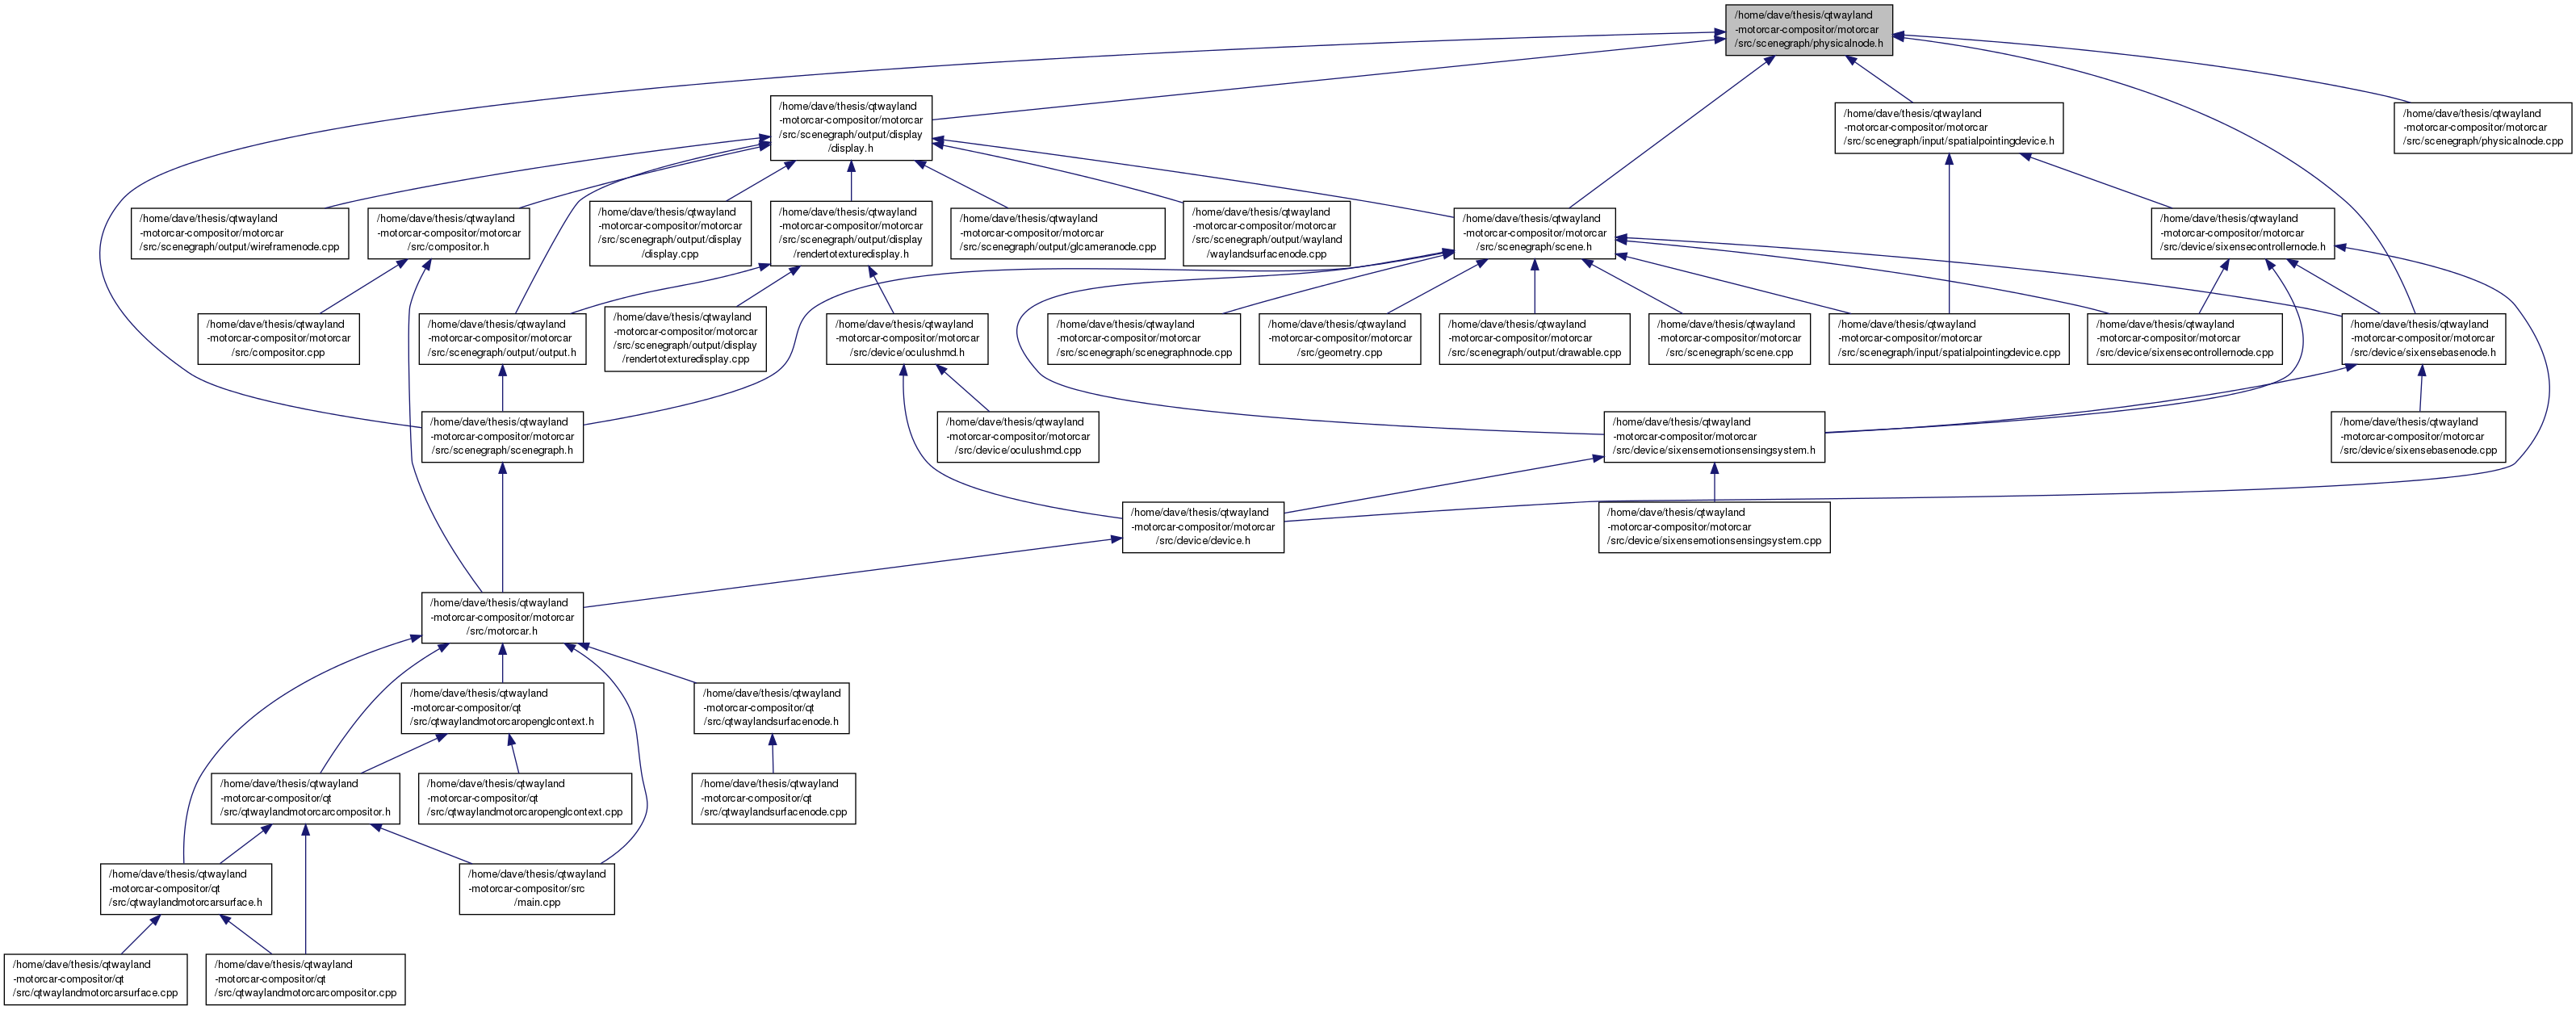 /home/dave/thesis/qtwayland
-motorcar-compositor/motorcar
/src/scenegraph/physicalnode.h
/home/dave/thesis/qtwayland
-motorcar-compositor/motorcar
/src/scenegraph/output/display
/display.h
/home/dave/thesis/qtwayland
-motorcar-compositor/motorcar
/src/scenegraph/input/spatialpointingdevice.h
/home/dave/thesis/qtwayland
-motorcar-compositor/motorcar
/src/scenegraph/physicalnode.cpp
/home/dave/thesis/qtwayland
-motorcar-compositor/motorcar
/src/scenegraph/output/wireframenode.cpp
/home/dave/thesis/qtwayland
-motorcar-compositor/motorcar
/src/compositor.h
/home/dave/thesis/qtwayland
-motorcar-compositor/motorcar
/src/scenegraph/output/display
/display.cpp
/home/dave/thesis/qtwayland
-motorcar-compositor/motorcar
/src/scenegraph/output/display
/rendertotexturedisplay.h
/home/dave/thesis/qtwayland
-motorcar-compositor/motorcar
/src/scenegraph/output/glcameranode.cpp
/home/dave/thesis/qtwayland
-motorcar-compositor/motorcar
/src/scenegraph/output/wayland
/waylandsurfacenode.cpp
/home/dave/thesis/qtwayland
-motorcar-compositor/motorcar
/src/scenegraph/scene.h
/home/dave/thesis/qtwayland
-motorcar-compositor/motorcar
/src/device/sixensecontrollernode.h
/home/dave/thesis/qtwayland
-motorcar-compositor/motorcar
/src/compositor.cpp
/home/dave/thesis/qtwayland
-motorcar-compositor/motorcar
/src/scenegraph/output/output.h
/home/dave/thesis/qtwayland
-motorcar-compositor/motorcar
/src/scenegraph/output/display
/rendertotexturedisplay.cpp
/home/dave/thesis/qtwayland
-motorcar-compositor/motorcar
/src/device/oculushmd.h
/home/dave/thesis/qtwayland
-motorcar-compositor/motorcar
/src/scenegraph/scenegraphnode.cpp
/home/dave/thesis/qtwayland
-motorcar-compositor/motorcar
/src/geometry.cpp
/home/dave/thesis/qtwayland
-motorcar-compositor/motorcar
/src/scenegraph/output/drawable.cpp
/home/dave/thesis/qtwayland
-motorcar-compositor/motorcar
/src/scenegraph/scene.cpp
/home/dave/thesis/qtwayland
-motorcar-compositor/motorcar
/src/scenegraph/input/spatialpointingdevice.cpp
/home/dave/thesis/qtwayland
-motorcar-compositor/motorcar
/src/device/sixensecontrollernode.cpp
/home/dave/thesis/qtwayland
-motorcar-compositor/motorcar
/src/device/sixensebasenode.h
/home/dave/thesis/qtwayland
-motorcar-compositor/motorcar
/src/scenegraph/scenegraph.h
/home/dave/thesis/qtwayland
-motorcar-compositor/motorcar
/src/device/oculushmd.cpp
/home/dave/thesis/qtwayland
-motorcar-compositor/motorcar
/src/device/sixensemotionsensingsystem.h
/home/dave/thesis/qtwayland
-motorcar-compositor/motorcar
/src/device/sixensebasenode.cpp
/home/dave/thesis/qtwayland
-motorcar-compositor/motorcar
/src/device/device.h
/home/dave/thesis/qtwayland
-motorcar-compositor/motorcar
/src/device/sixensemotionsensingsystem.cpp
/home/dave/thesis/qtwayland
-motorcar-compositor/motorcar
/src/motorcar.h
/home/dave/thesis/qtwayland
-motorcar-compositor/qt
/src/qtwaylandmotorcaropenglcontext.h
/home/dave/thesis/qtwayland
-motorcar-compositor/qt
/src/qtwaylandsurfacenode.h
/home/dave/thesis/qtwayland
-motorcar-compositor/qt
/src/qtwaylandmotorcarcompositor.h
/home/dave/thesis/qtwayland
-motorcar-compositor/qt
/src/qtwaylandmotorcaropenglcontext.cpp
/home/dave/thesis/qtwayland
-motorcar-compositor/qt
/src/qtwaylandsurfacenode.cpp
/home/dave/thesis/qtwayland
-motorcar-compositor/qt
/src/qtwaylandmotorcarsurface.h
/home/dave/thesis/qtwayland
-motorcar-compositor/src
/main.cpp
/home/dave/thesis/qtwayland
-motorcar-compositor/qt
/src/qtwaylandmotorcarsurface.cpp
/home/dave/thesis/qtwayland
-motorcar-compositor/qt
/src/qtwaylandmotorcarcompositor.cpp